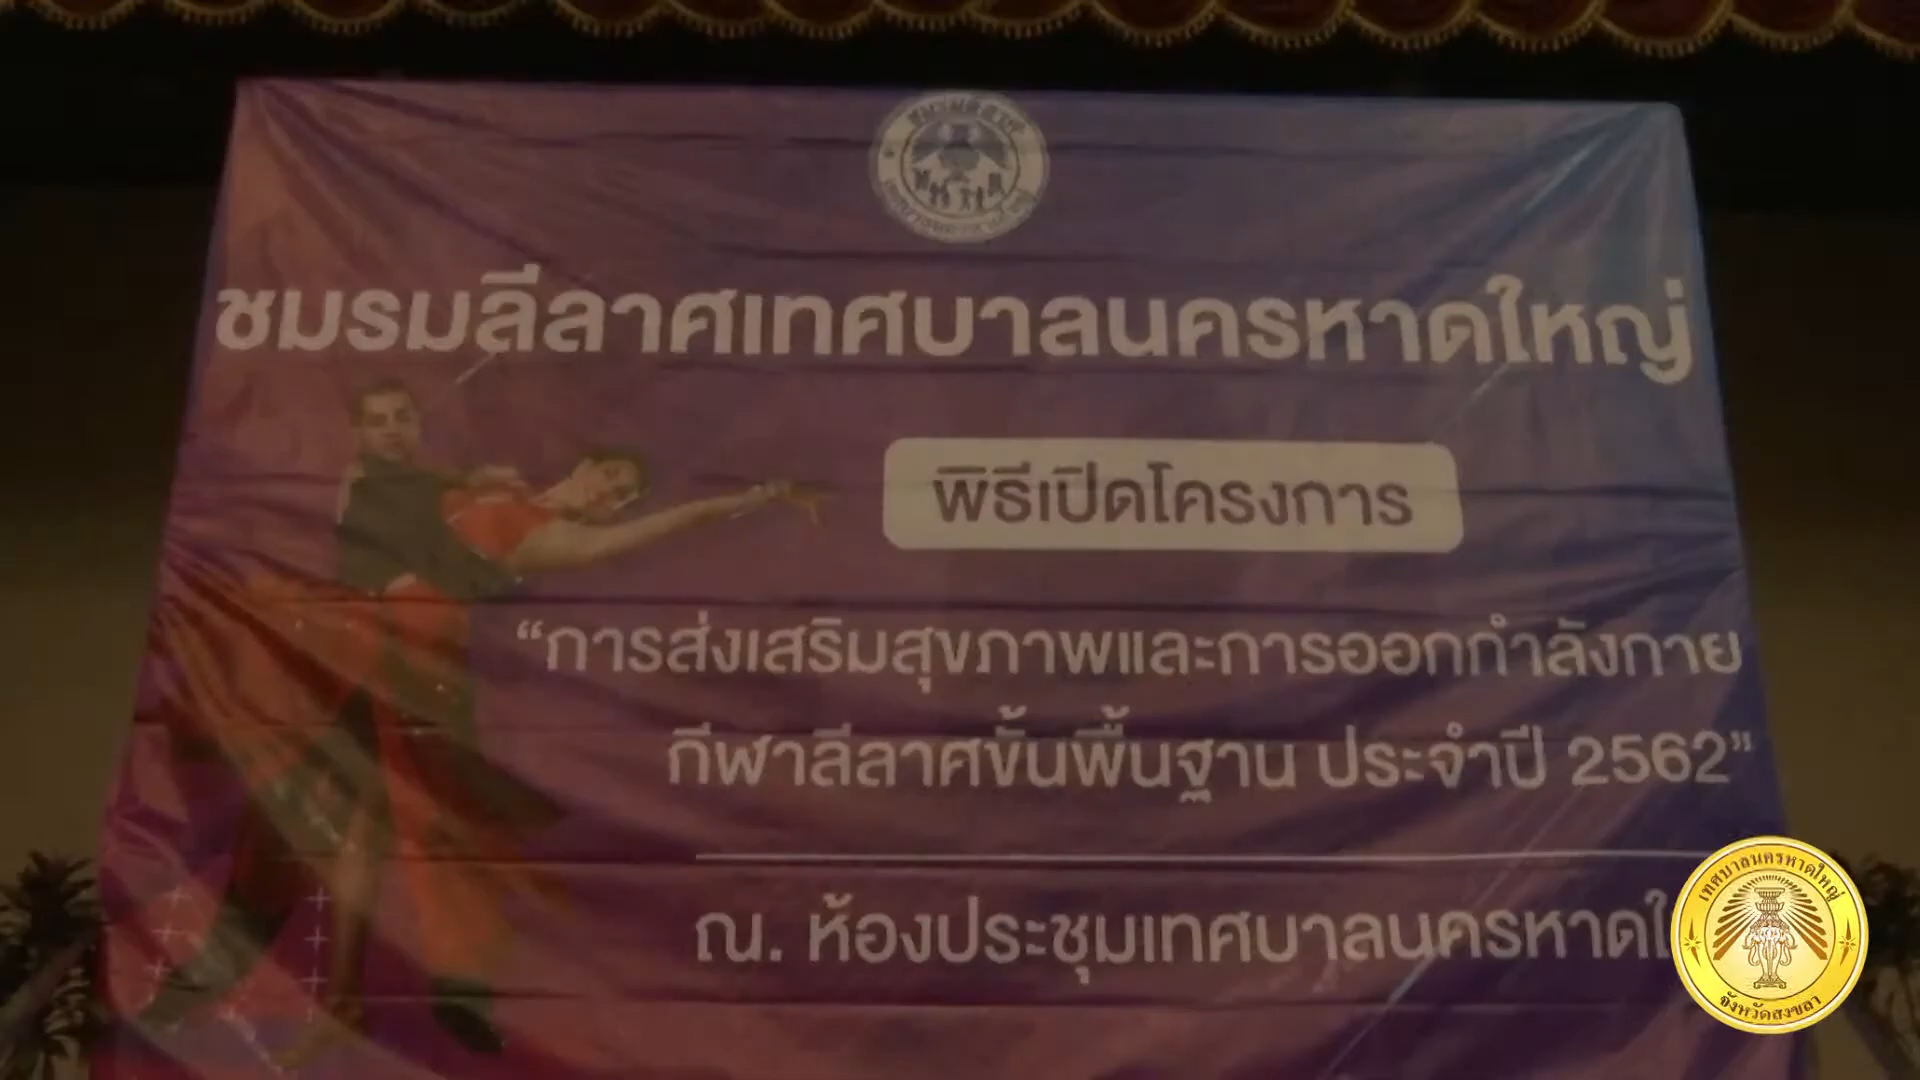 ชมรมลีลาศเทศบาลนครหาดใหญ่
พิธีเปิดโครงการ
“การส่งเสริมสุขภาพและการออกกำลังกาย
กีฬาลีลาศขั้นพื้นฐาน ประจำปี 2562”
ณ. ห้องประชุมเทศบาลนครหาดใ
เทศบาลนครหาดใหญ่
จังหวัดสงขลา